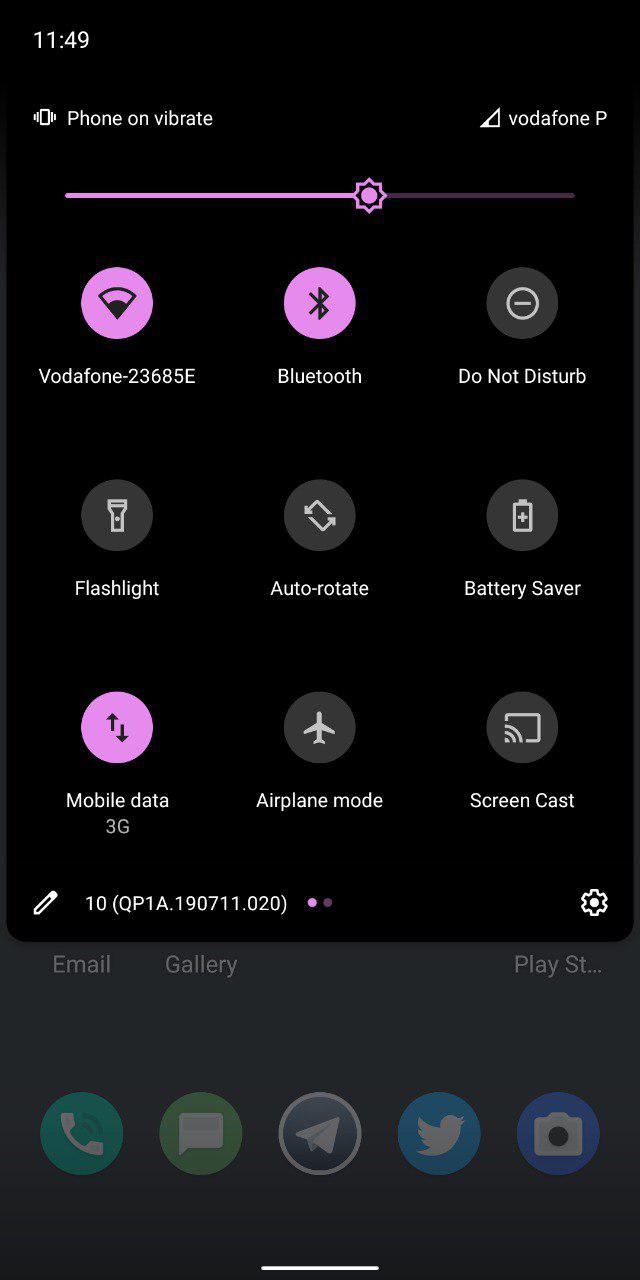 11:49
Phone on vibrate
vodafone P
Vodafone-23685E
Bluetooth
Do Not Disturb
Flashlight
Auto-rotate
Battery Saver
Mobile data
3G
Airplane mode
Screen Cast
10 (QP1A.190711.020)
Email
Gallery
Play St…